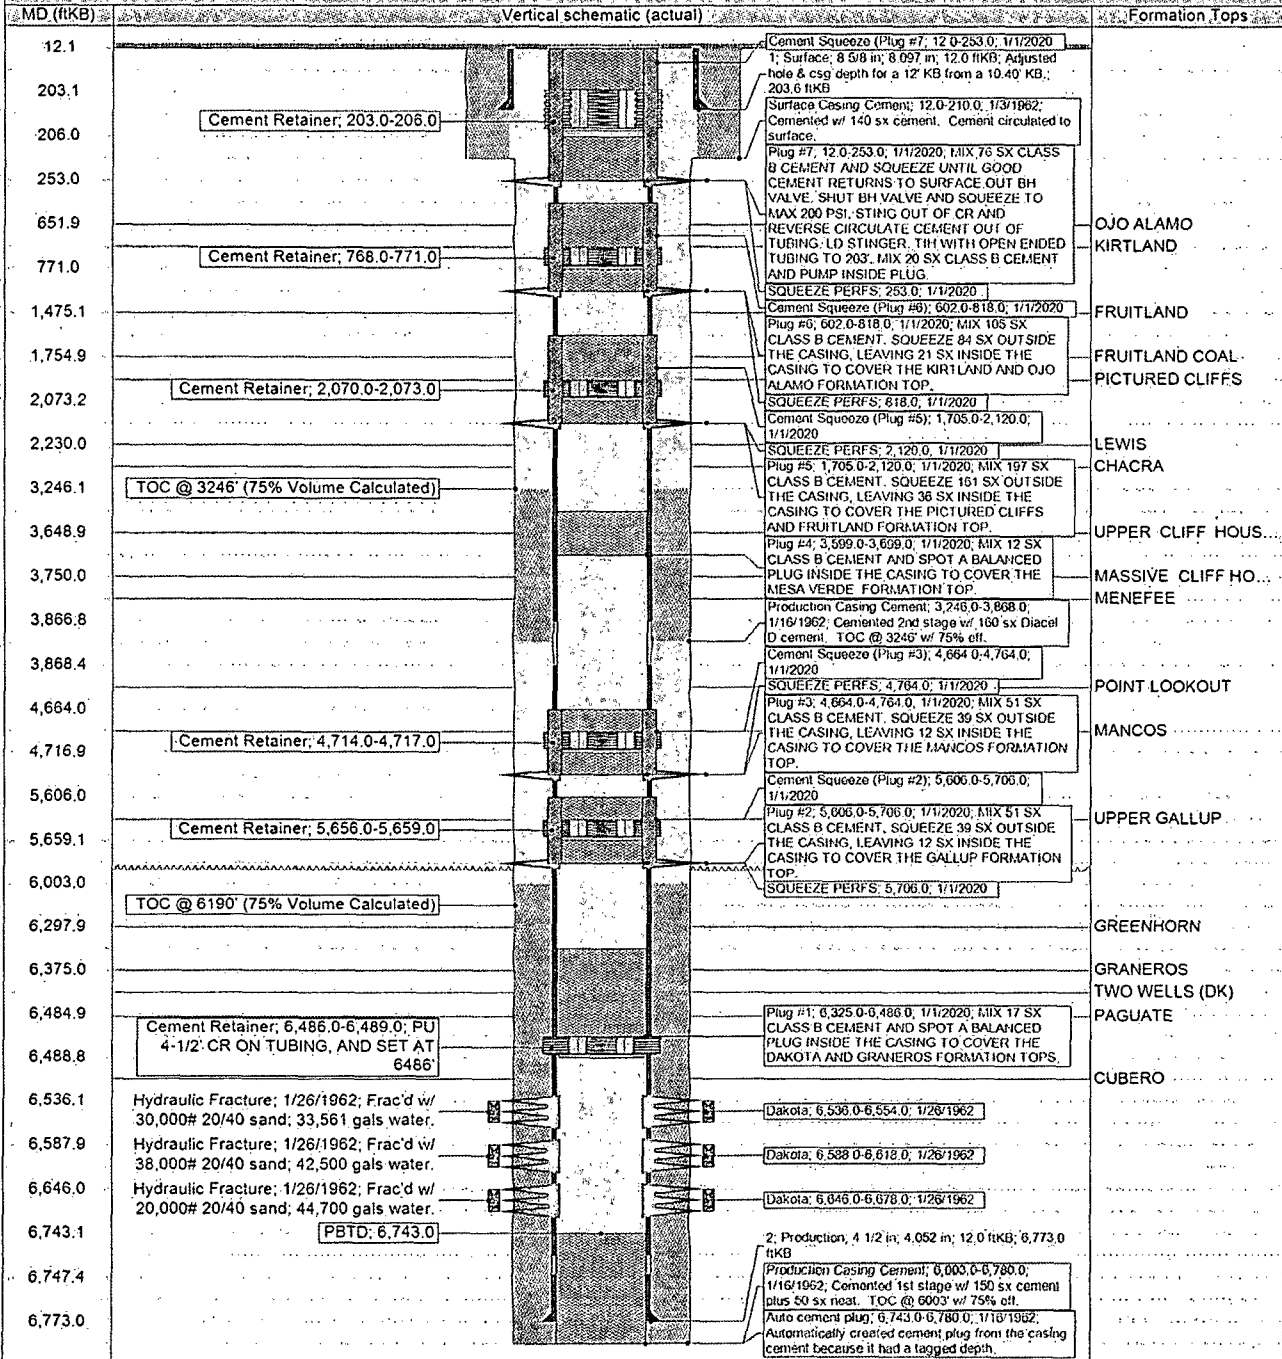 MD (ftKB)
Vertical schematic (actual)
Formation Tops
12.1
203.1
206.0
253.0
651.9
771.0
1,475.1
1,754.9
2,073.2
2,230.0
3,246.1
3,648.9
3,750.0
3,866.8
3,868.4
4,664.0
4,716.9
5,606.0
5,659.1
6,003.0
6,297.9
6,375.0
6,484.9
6,488.8
6,536.1
6,587.9
6,646.0
6,743.1
6,747.4
6,773.0
Cement Retainer; 203.0-206.0
Cement Retainer; 768.0-771.0
Cement Retainer; 2,070.0-2,073.0
TOC @ 3246' (75% Volume Calculated)
Cement Retainer; 4,714.0-4,717.0
Cement Retainer; 5,656.0-5,659.0
TOC @ 6190' (75% Volume Calculated)
Cement Retainer; 6,486.0-6,489.0; PU
4-1/2' CR ON TUBING, AND SET AT
6486'
Hydraulic Fracture; 1/26/1962; Frac'd w/
30,000# 20/40 sand; 33,561 gals water.
Hydraulic Fracture; 1/26/1962; Frac'd w/
38,000# 20/40 sand; 42,500 gals water.
Hydraulic Fracture; 1/26/1962; Frac'd w/
20,000# 20/40 sand; 44,700 gals water.
PBTD; 6,743.0
Cement Squeeze (Plug #7; 12.0-253.0; 1/1/2020
1; Surface; 8 5/8 in; 8.097 in; 12.0 ftKB; Adjusted
hole & csg depth for a 12' KB from a 10.40' KB.;
203.6 ftKB
Surface Casing Cement; 12.0-210.0; 1/3/1962;
Cemented w/ 140 sx cement. Cement circulated to
surface.
Plug #7; 12.0-253.0; 1/1/2020; MIX 76 SX CLASS
B CEMENT AND SQUEEZE UNTIL GOOD
CEMENT RETURNS TO SURFACE OUT BH
VALVE. SHUT BH VALVE AND SQUEEZE TO
MAX 200 PSI. STING OUT OF CR AND
REVERSE CIRCULATE CEMENT OUT OF
TUBING. LD STINGER. TIH WITH OPEN ENDED
TUBING TO 203'. MIX 20 SX CLASS B CEMENT
AND PUMP INSIDE PLUG.
SQUEEZE PERFS; 253.0; 1/1/2020
Cement Squeeze (Plug #6); 602.0-818.0; 1/1/2020
Plug #6; 602.0-818.0; 1/1/2020; MIX 105 SX
CLASS B CEMENT. SQUEEZE 84 SX OUTSIDE
THE CASING, LEAVING 21 SX INSIDE THE
CASING TO COVER THE KIRTLAND AND OJO
ALAMO FORMATION TOP.
SQUEEZE PERFS; 818.0; 1/1/2020
Cement Squeeze (Plug #5); 1,705.0-2,120.0;
1/1/2020
SQUEEZE PERFS; 2,120.0; 1/1/2020
Plug #5; 1,705.0-2,120.0; 1/1/2020; MIX 197 SX
CLASS B CEMENT. SQUEEZE 161 SX OUTSIDE
THE CASING, LEAVING 36 SX INSIDE THE
CASING TO COVER THE PICTURED CLIFFS
AND FRUITLAND FORMATION TOP.
Plug #4; 3,599.0-3,699.0; 1/1/2020; MIX 12 SX
CLASS B CEMENT AND SPOT A BALANCED
PLUG INSIDE THE CASING TO COVER THE
MESA VERDE FORMATION TOP.
Production Casing Cement; 3,246.0-3,868.0;
1/16/1962; Cemented 2nd stage w/ 160 sx Diacel
D cement. TOC @ 3246' w/ 75% eff.
Cement Squeeze (Plug #3); 4,664.0-4,764.0;
1/1/2020
SQUEEZE PERFS; 4,764.0; 1/1/2020
Plug #3; 4,664.0-4,764.0; 1/1/2020; MIX 51 SX
CLASS B CEMENT. SQUEEZE 39 SX OUTSIDE
THE CASING, LEAVING 12 SX INSIDE THE
CASING TO COVER THE MANCOS FORMATION
TOP.
Cement Squeeze (Plug #2); 5,606.0-5,706.0;
1/1/2020
Plug #2; 5,606.0-5,706.0; 1/1/2020; MIX 51 SX
CLASS B CEMENT. SQUEEZE 39 SX OUTSIDE
THE CASING, LEAVING 12 SX INSIDE THE
CASING TO COVER THE GALLUP FORMATION
TOP.
SQUEEZE PERFS; 5,706.0; 1/1/2020
Plug #1; 6,325.0-6,486.0; 1/1/2020; MIX 17 SX
CLASS B CEMENT AND SPOT A BALANCED
PLUG INSIDE THE CASING TO COVER THE
DAKOTA AND GRANEROS FORMATION TOPS.
Dakota; 6,536.0-6,554.0; 1/26/1962
Dakota; 6,588.0-6,618.0; 1/26/1962
Dakota; 6,646.0-6,678.0; 1/26/1962
2; Production; 4 1/2 in; 4.052 in; 12.0 ftKB; 6,773.0
ftKB
Production Casing Cement; 6,003.0-6,780.0;
1/16/1962; Cemented 1st stage w/ 150 sx cement
plus 50 sx neat. TOC @ 6003' w/ 75% eff.
Auto cement plug; 6,743.0-6,780.0; 1/16/1962;
Automatically created cement plug from the casing
cement because it had a tagged depth.
OJO ALAMO
KIRTLAND
FRUITLAND
FRUITLAND COAL
PICTURED CLIFFS
LEWIS
CHACRA
UPPER CLIFF HOUS...
MASSIVE CLIFF HO...
MENEFEE
POINT LOOKOUT
MANCOS
UPPER GALLUP
GREENHORN
GRANEROS
TWO WELLS (DK)
PAGUATE
CUBERO